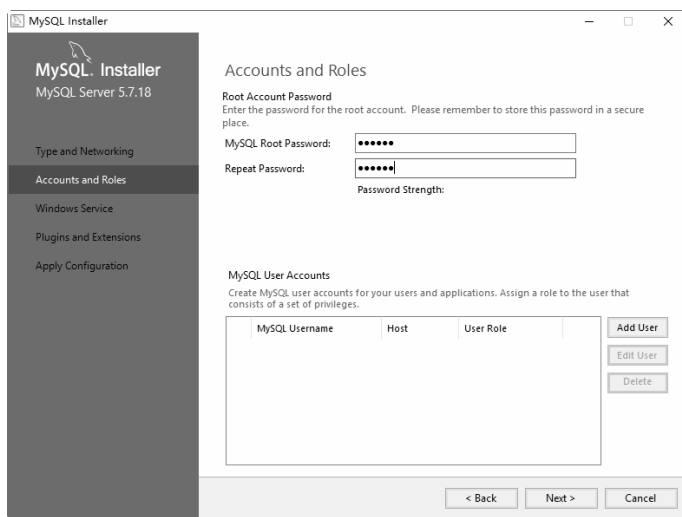 MySQL Installer
MySQL. Installer
MySQL Server 5.7.18
Type and Networking
Accounts and Roles
Windows Service
Plugins and Extensions
Apply Configuration
Accounts and Roles
Root Account Password
Enter the password for the root account. Please remember to store this password in a secure
place.
MySQL Root Password: ●●●●●●
Repeat Password: ●●●●●●
Password Strength:
MySQL User Accounts
Create MySQL user accounts for your users and applications. Assign a role to the user that
consists of a set of privileges.
MySQL Username Host User Role
Add User
Edit User
Delete
< Back Next > Cancel